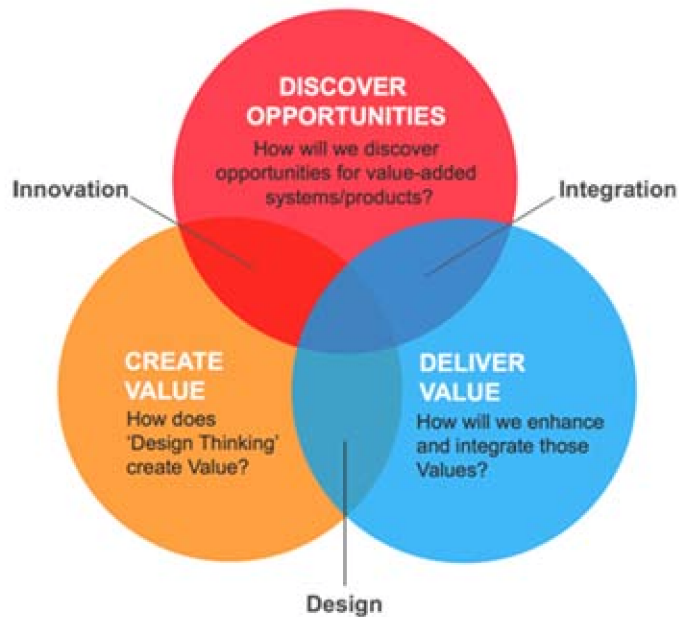 DISCOVER
OPPORTUNITIES
How will we discover
opportunities for value-added
systems/products?
Innovation
Integration
CREATE
VALUE
How does
'Design Thinking'
create Value?
DELIVER
VALUE
How will we enhance
and integrate those
Values?
Design